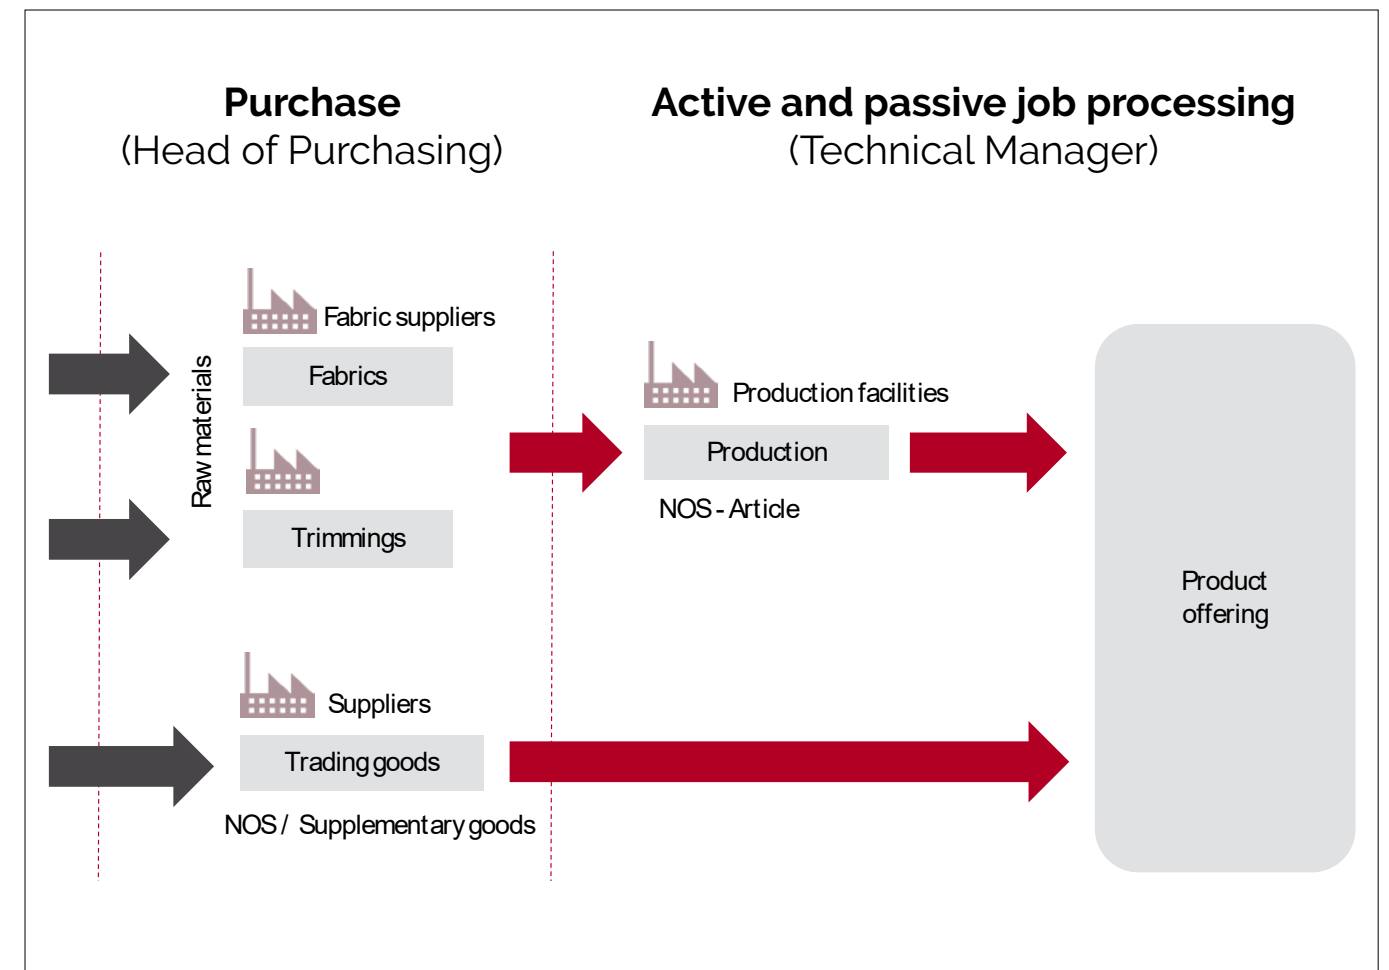 Purchase
(Head of Purchasing)
Active and passive job processing
(Technical Manager)
Raw materials
Fabric suppliers
Fabrics
Trimmings
Production facilities
Production
NOS - Article
Suppliers
Trading goods
NOS / Supplementary goods
Product
offering